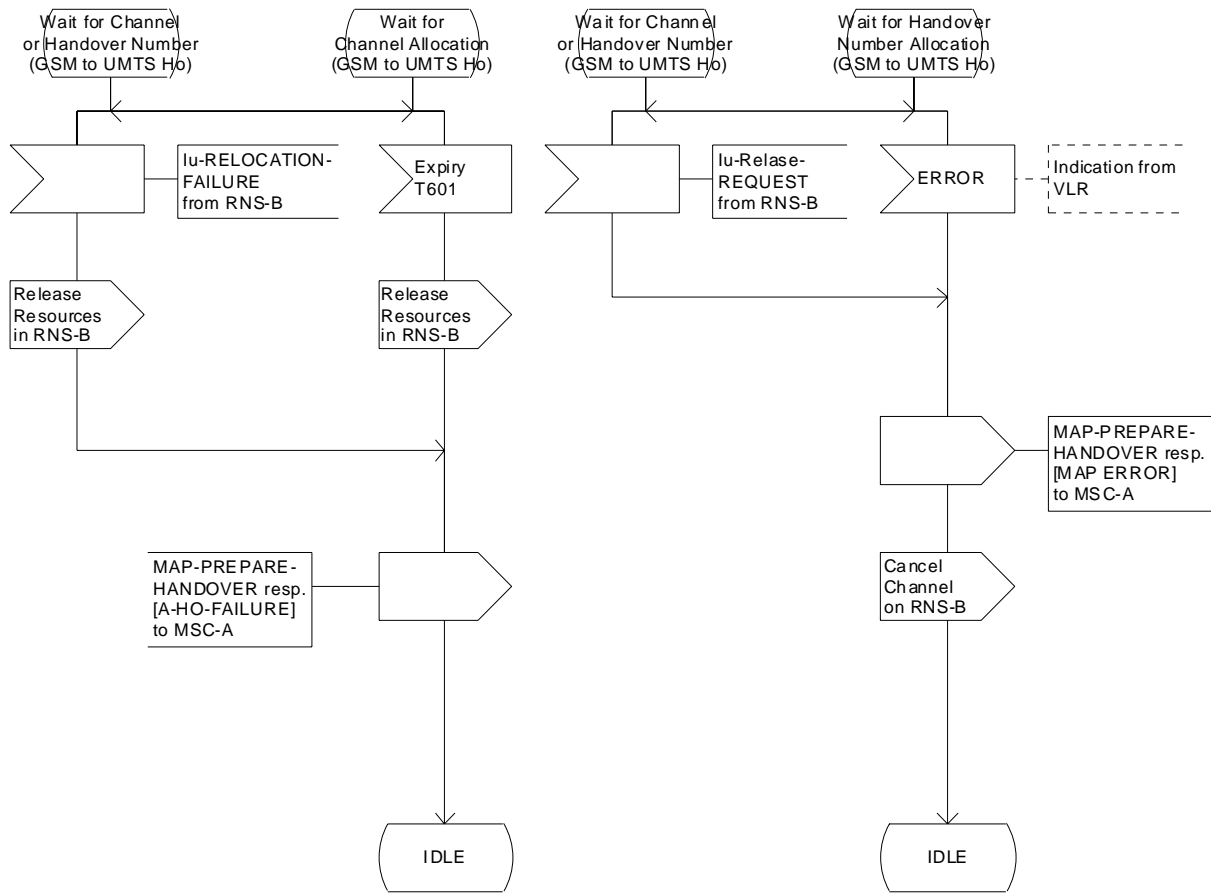 Wait for Channel
or Handover Number
(GSM to UMTS Ho)
Wait for
Channel Allocation
(GSM to UMTS Ho)
Wait for Channel
or Handover Number
(GSM to UMTS Ho)
Wait for Handover
Number Allocation
(GSM to UMTS Ho)
Iu-RELOCATION-
FAILURE
from RNS-B
Expiry
T601
Iu-Relase-
REQUEST
from RNS-B
ERROR
Indication from
VLR
Release
Resources
in RNS-B
Release
Resources
in RNS-B
MAP-PREPARE-
HANDOVER resp.
[MAP ERROR]
to MSC-A
MAP-PREPARE-
HANDOVER resp.
[A-HO-FAILURE]
to MSC-A
Cancel
Channel
on RNS-B
IDLE
IDLE